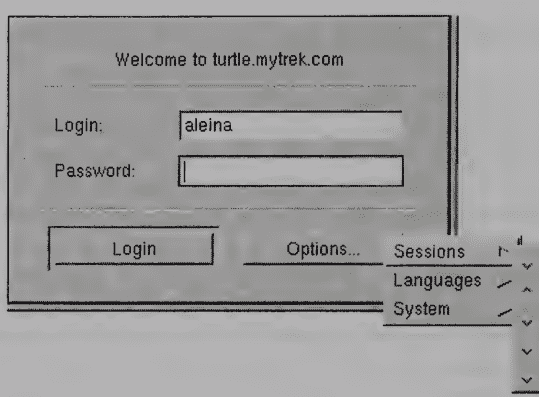 Welcome to turtle.mytrek.com
Login:
aleina
Password:
Login
Options...
Sessions
Languages
System